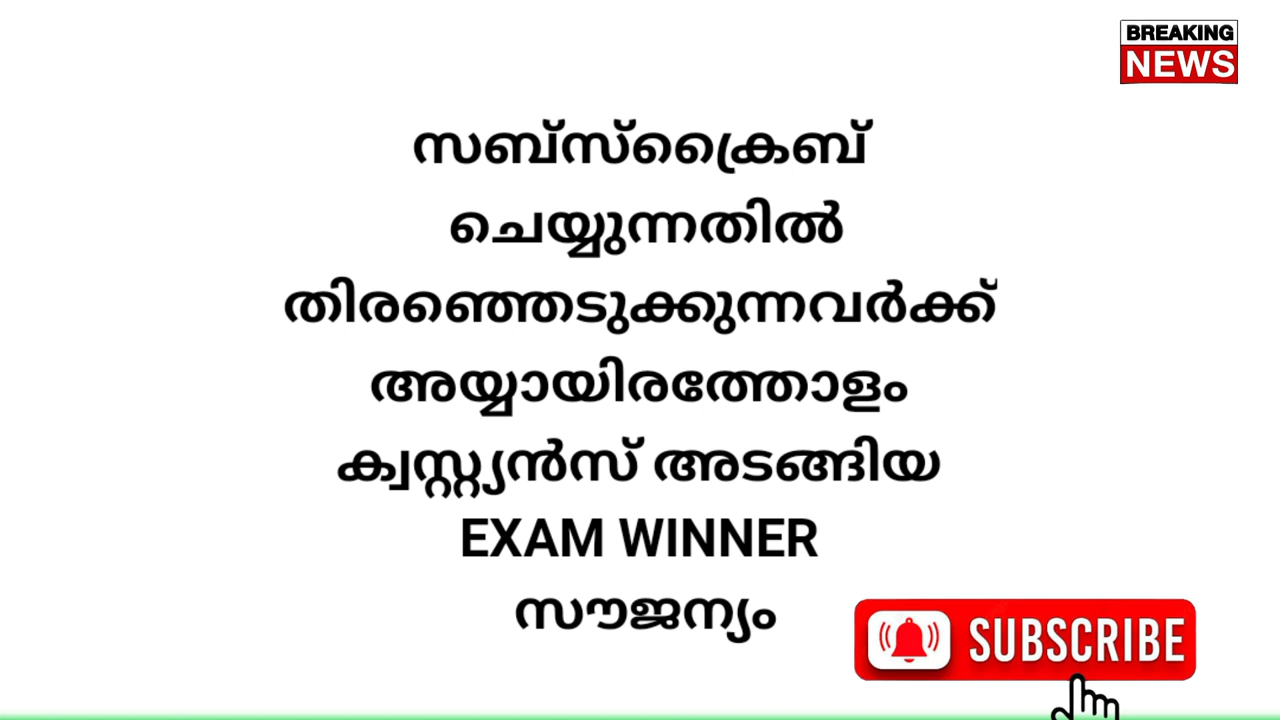 BREAKING
NEWS
സബ്സ്ക്രൈബ്
ചെയ്യുന്നതിൽ
തിരഞ്ഞെടുക്കുന്നവർക്ക്
അയ്യായിരത്തോളം
ക്വസ്റ്റ്യൻസ് അടങ്ങിയ
EXAM WINNER
സൗജന്യം
SUBSCRIBE